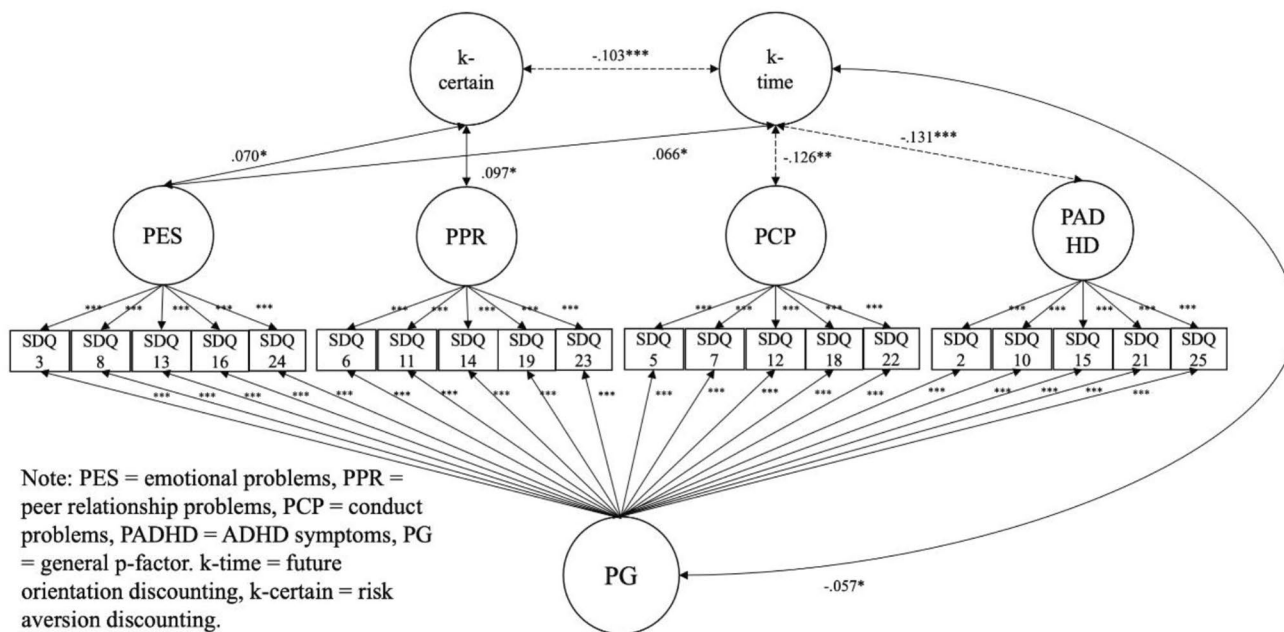 k-
certain
-.103***
k-
time
.070*
.097*
.066*
-.126**
-.131***
PES
PPR
PCP
PAD
HD
*** *** *** *** *** *** *** *** *** *** *** *** *** *** *** *** *** *** *** ***
SDQ SDQ SDQ SDQ SDQ SDQ SDQ SDQ SDQ SDQ SDQ SDQ SDQ SDQ SDQ SDQ SDQ SDQ SDQ SDQ
3 8 13 16 24 6 11 14 19 23 5 7 12 18 22 2 10 15 21 25
*** *** *** *** *** *** *** *** *** *** *** *** *** *** *** *** *** *** *** ***
Note: PES = emotional problems, PPR =
peer relationship problems, PCP = conduct
problems, PADHD = ADHD symptoms, PG
= general p-factor. k-time = future
orientation discounting, k-certain = risk
aversion discounting.
PG
-.057*